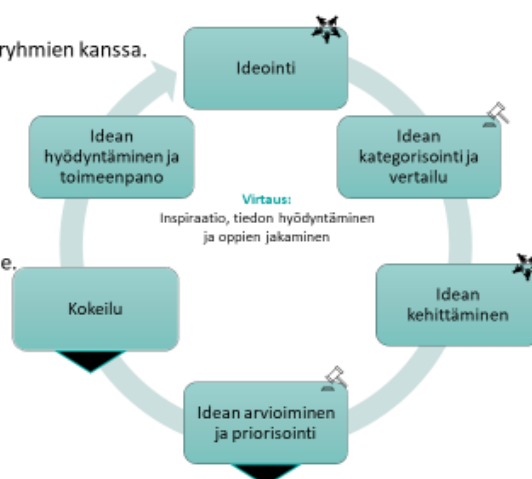 ryhmien kanssa.
Ideointi
Idean
kategorisointi ja
vertailu
Idean
kehittäminen
Idean arvioiminen
ja priorisointi
e.
Kokeilu
Idean
hyödyntäminen ja
toimeenpano
Virtaus:
Inspiraatio, tiedon hyödyntäminen
ja oppien jakaminen